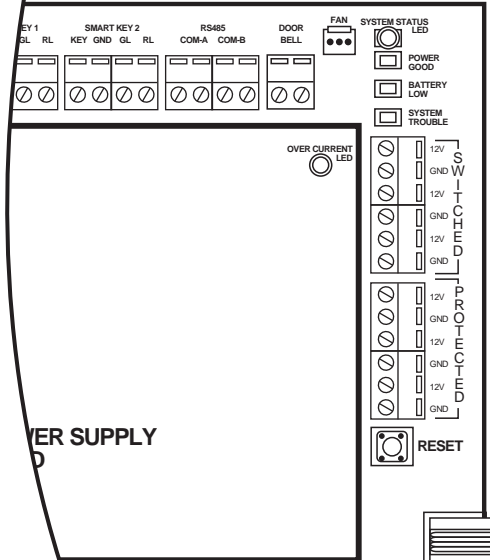 EY 1
SMART KEY 2
RS485
DOOR
BELL
FAN
SYSTEM STATUS
LED
GL RL
KEY GND GL RL
COM-A COM-B
POWER
GOOD
BATTERY
LOW
SYSTEM
TROUBLE
OVER CURRENT
LED
12V
GND
12V
GND
12V
GND
SWITCHED
12V
GND
12V
GND
12V
GND
PROTECTED
RESET
WER SUPPLY
D